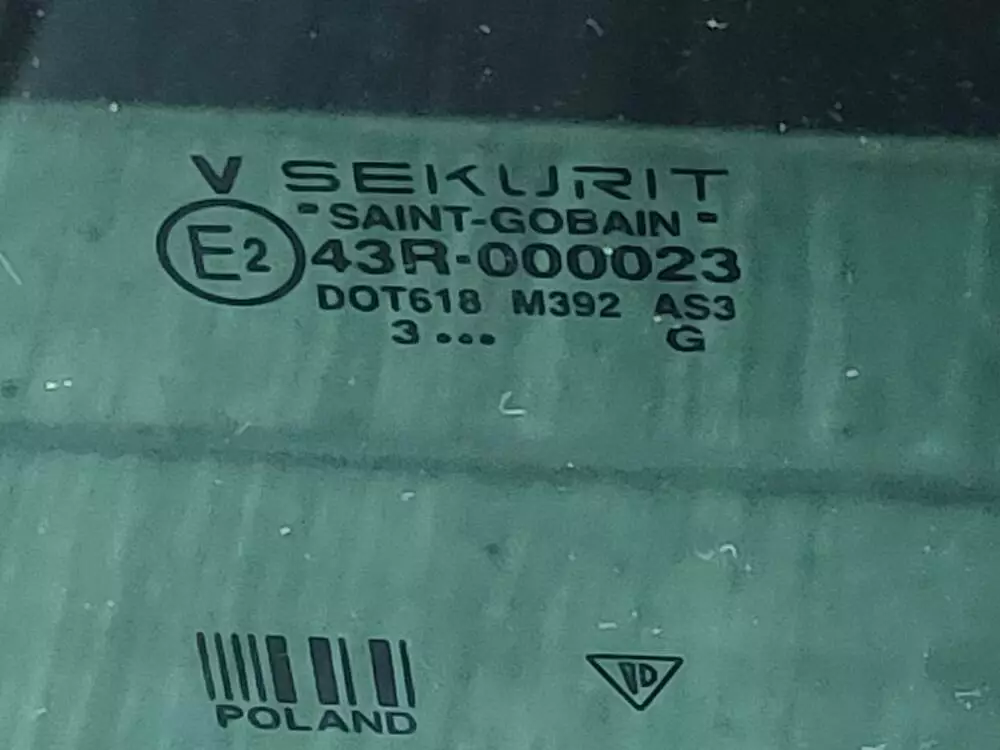 V SEKURIT
-SAINT-GOBAIN-
E2 43R-000023
DOT618 M392 AS3
3 ... G
POLAND